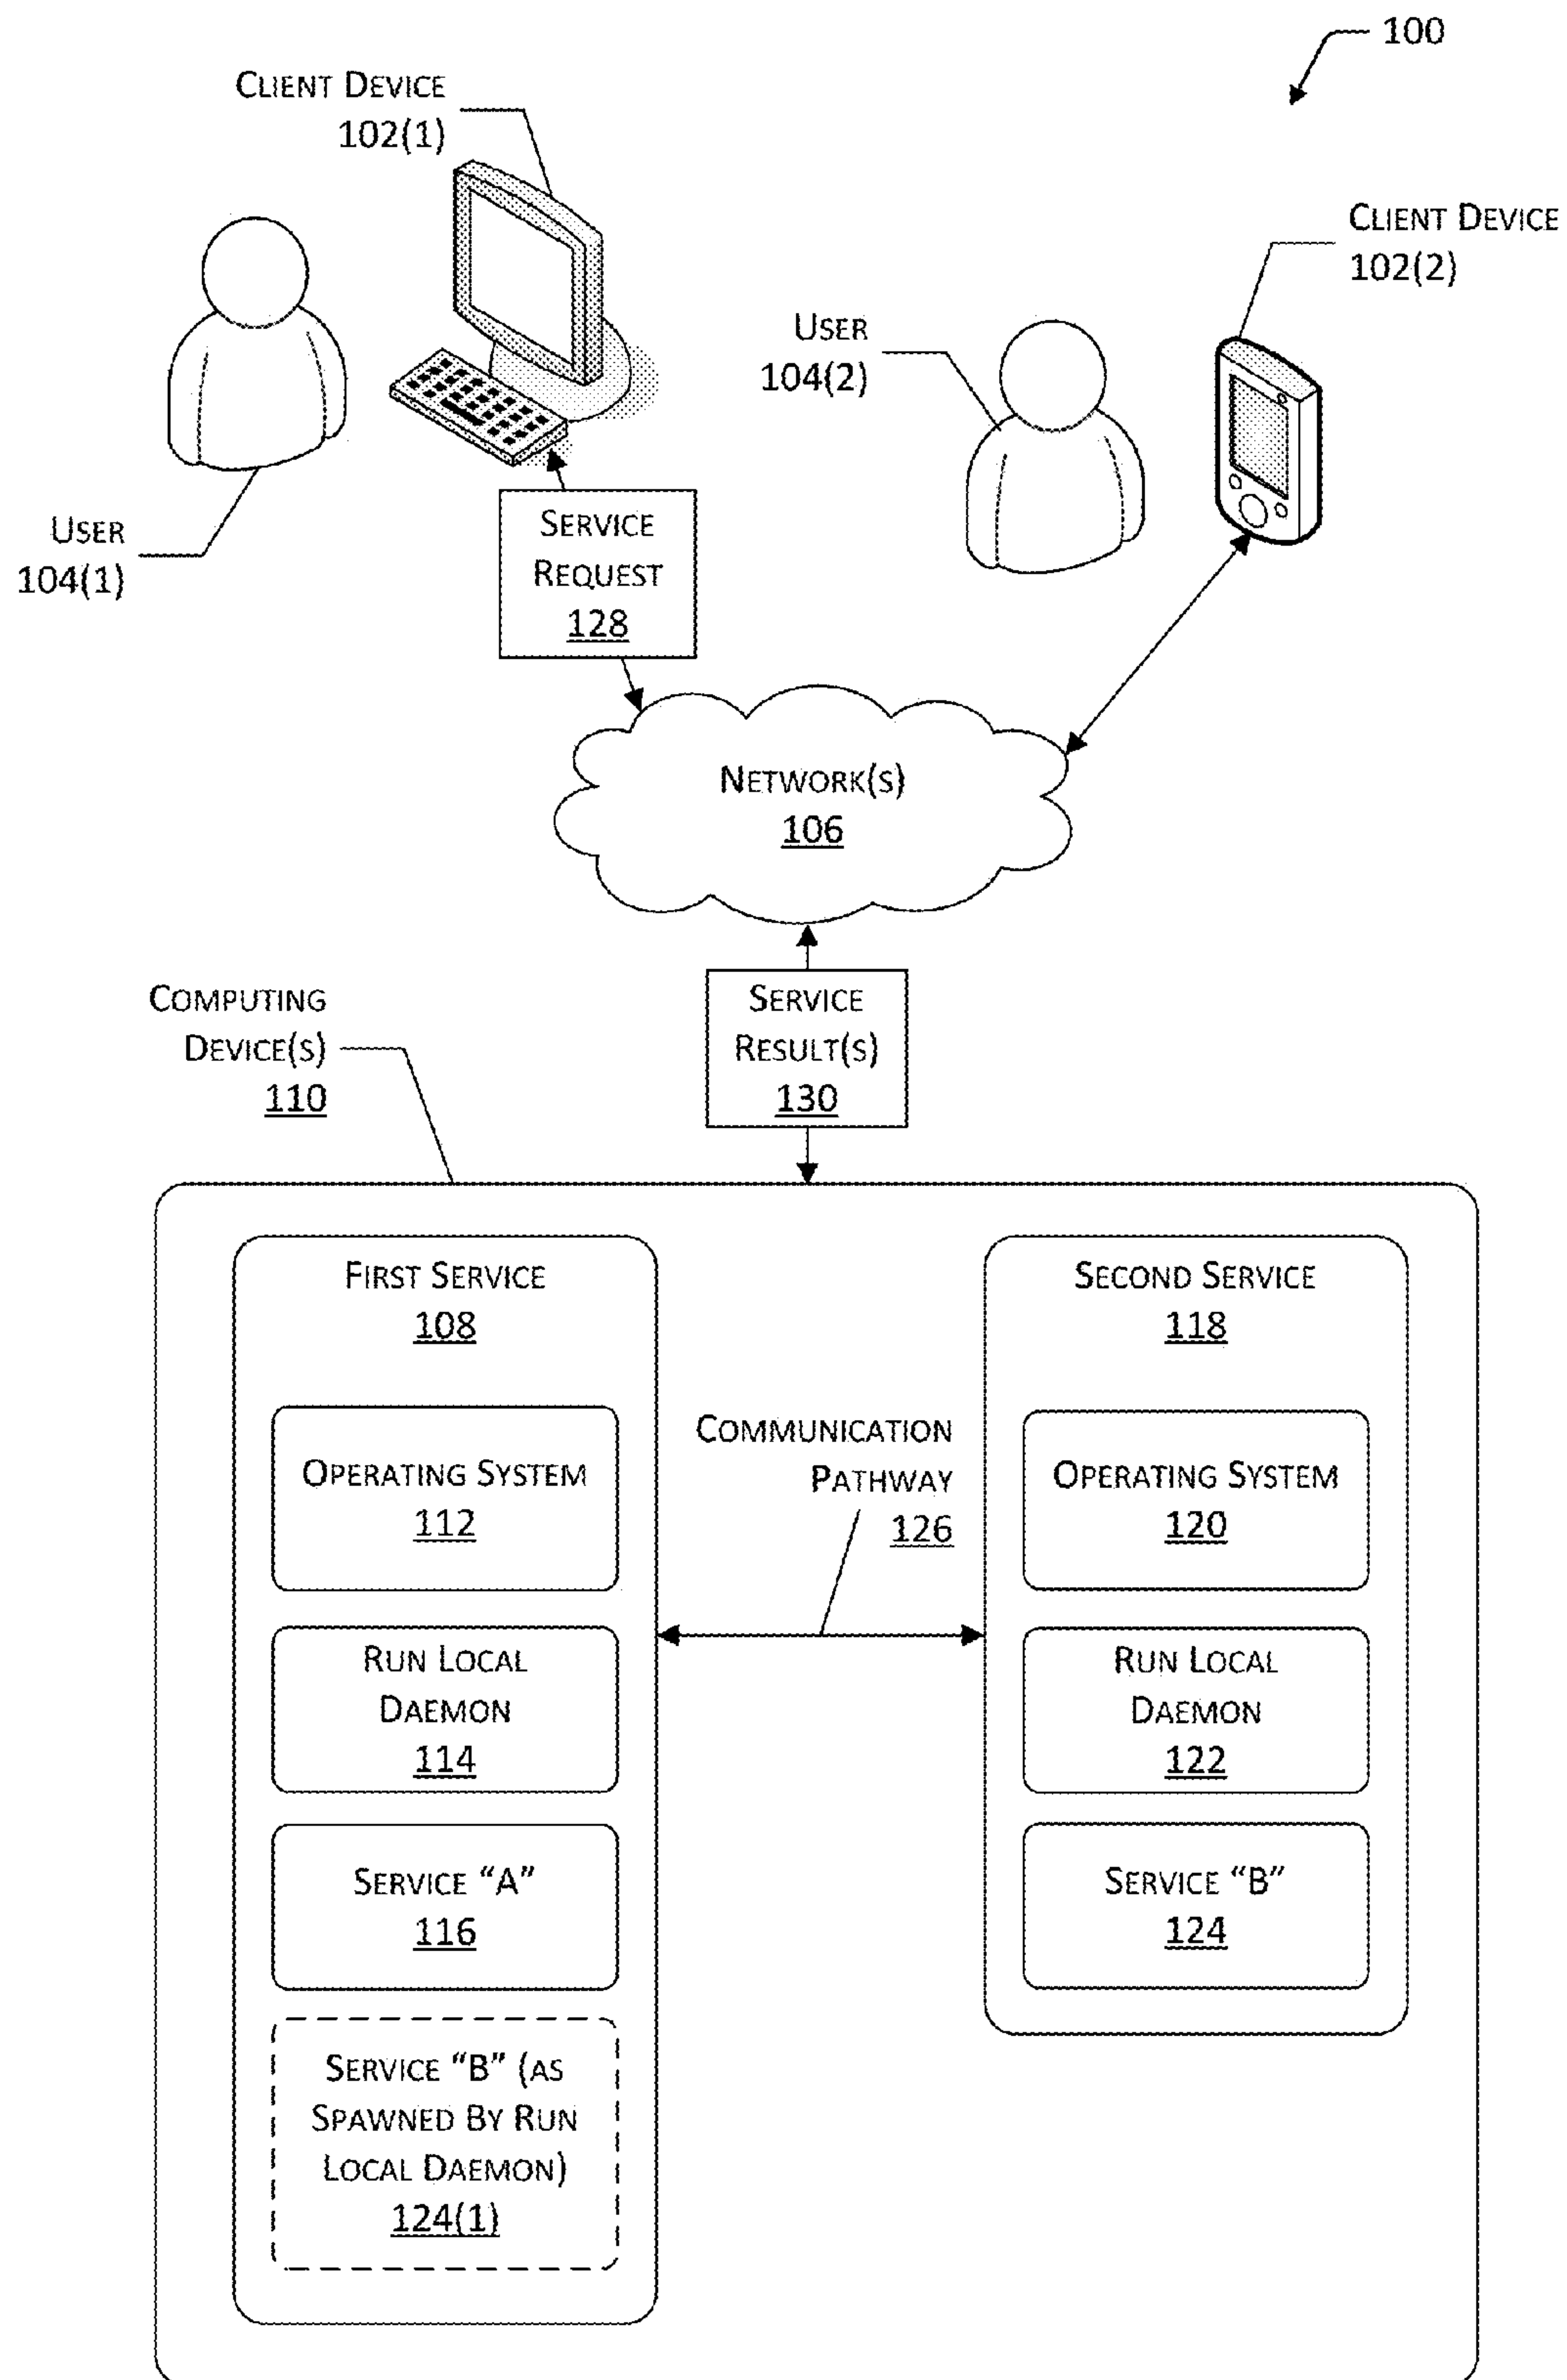 100
CLIENT DEVICE
102(1)
CLIENT DEVICE
102(2)
USER
104(2)
USER
104(1)
SERVICE
REQUEST
128
NETWORK(S)
106
COMPUTING
DEVICE(S)
110
SERVICE
RESULT(S)
130
FIRST SERVICE
108
OPERATING SYSTEM
112
RUN LOCAL
DAEMON
114
SERVICE “A”
116
SERVICE “B” (AS
SPAWNED BY RUN
LOCAL DAEMON)
124(1)
COMMUNICATION
PATHWAY
126
SECOND SERVICE
118
OPERATING SYSTEM
120
RUN LOCAL
DAEMON
122
SERVICE “B”
124